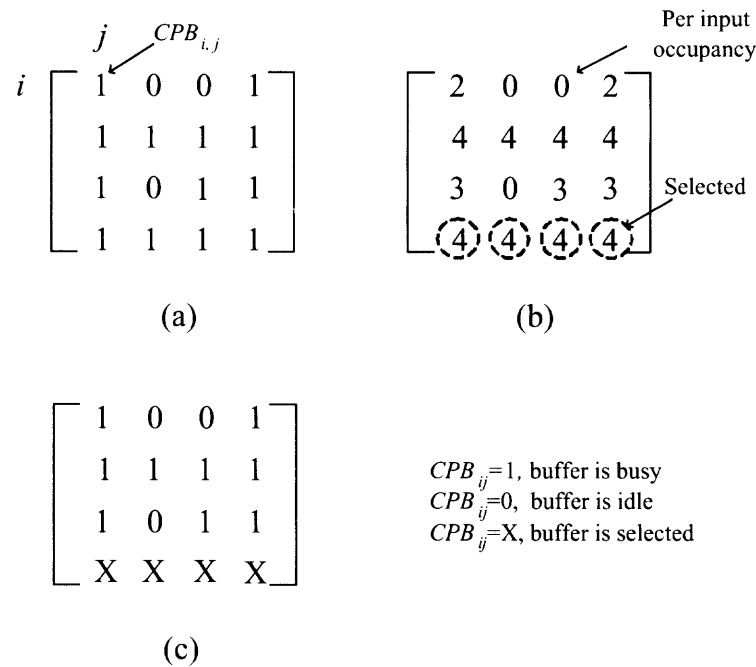 j CPB i,j
i
1 0 0 1
1 1 1 1
1 0 1 1
1 1 1 1
(a)
Per input
occupancy
2 0 0 2
4 4 4 4
3 0 3 3
Selected
4 4 4 4
(b)
1 0 0 1
1 1 1 1
1 0 1 1
X X X X
(c)
CPB ij=1, buffer is busy
CPB ij=0, buffer is idle
CPB ij=X, buffer is selected